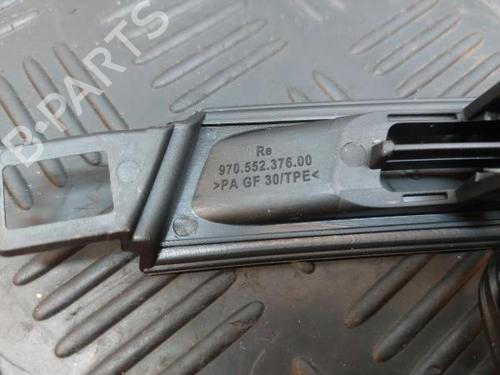 B-PARTS
Re
970.552.376.00
>PA GF 30/TPE<